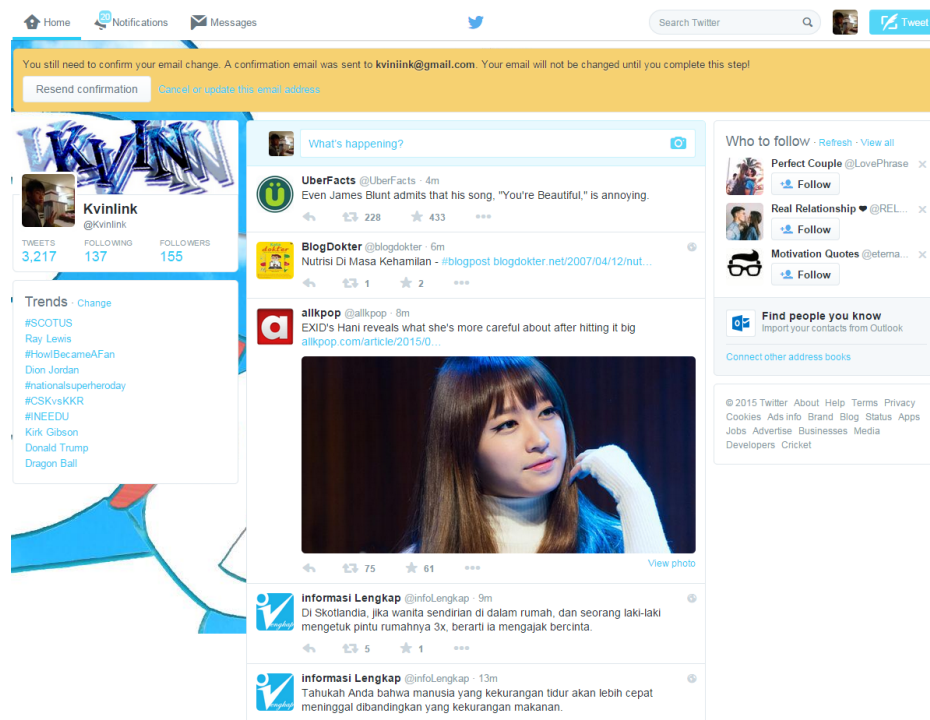 Home
20
Notifications
Messages
Search Twitter
Tweet
You still need to confirm your email change. A confirmation email was sent to kviniink@gmail.com. Your email will not be changed until you complete this step!
Resend confirmation
Cancel or update this email address
KVINN
Kvinlink
@Kvinlink
TWEETS FOLLOWING FOLLOWERS
3,217 137 155
Trends · Change
#SCOTUS
Ray Lewis
#HowIBecameAFan
Dion Jordan
#nationalsuperheroday
#CSKvsKKR
#INEEDU
Kirk Gibson
Donald Trump
Dragon Ball
What's happening?
UberFacts @UberFacts · 4m
Even James Blunt admits that his song, "You're Beautiful," is annoying.
228 433
BlogDokter @blogdokter · 6m
Nutrisi Di Masa Kehamilan - #blogpost blogdokter.net/2007/04/12/nut...
1 2
allkpop @allkpop · 8m
EXID's Hani reveals what she's more careful about after hitting it big
allkpop.com/article/2015/0...
75 61
View photo
informasi Lengkap @infoLengkap · 9m
Di Skotlandia, jika wanita sendirian di dalam rumah, dan seorang laki-laki
mengetuk pintu rumahnya 3x, berarti ia mengajak bercinta.
5 1
informasi Lengkap @infoLengkap · 13m
Tahukah Anda bahwa manusia yang kekurangan tidur akan lebih cepat
meninggal dibandingkan yang kekurangan makanan.
Who to follow · Refresh · View all
Perfect Couple @LovePhrase
Follow
Real Relationship ❤ @REL...
Follow
Motivation Quotes @eterna...
Follow
Find people you know
Import your contacts from Outlook
Connect other address books
© 2015 Twitter About Help Terms Privacy
Cookies Ads info Brand Blog Status Apps
Jobs Advertise Businesses Media
Developers Cricket